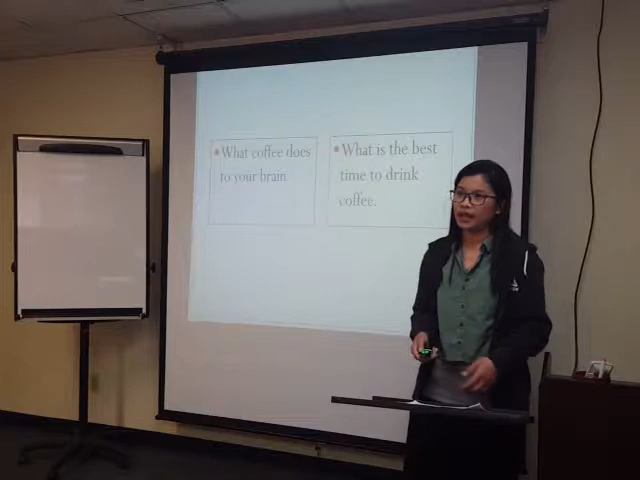 What coffee does
to your brain
What is the best
time to drink
coffee.